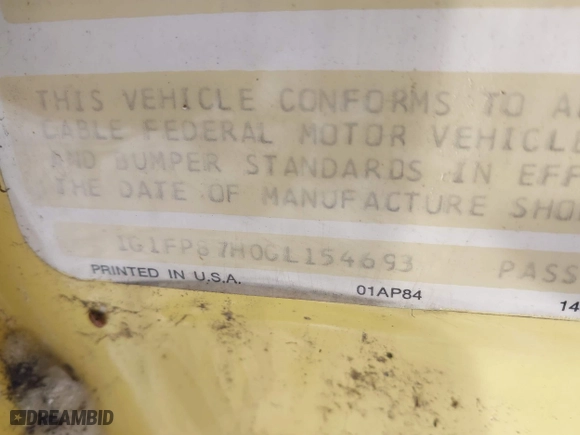 THIS VEHICLE CONFORMS TO A
CABLE FEDERAL MOTOR VEHICLE
AND BUMPER STANDARDS IN EFF
THE DATE OF MANUFACTURE SHO
1G1FP87H0GL154693 PASS
PRINTED IN U.S.A. 01AP84 14
DREAMBID